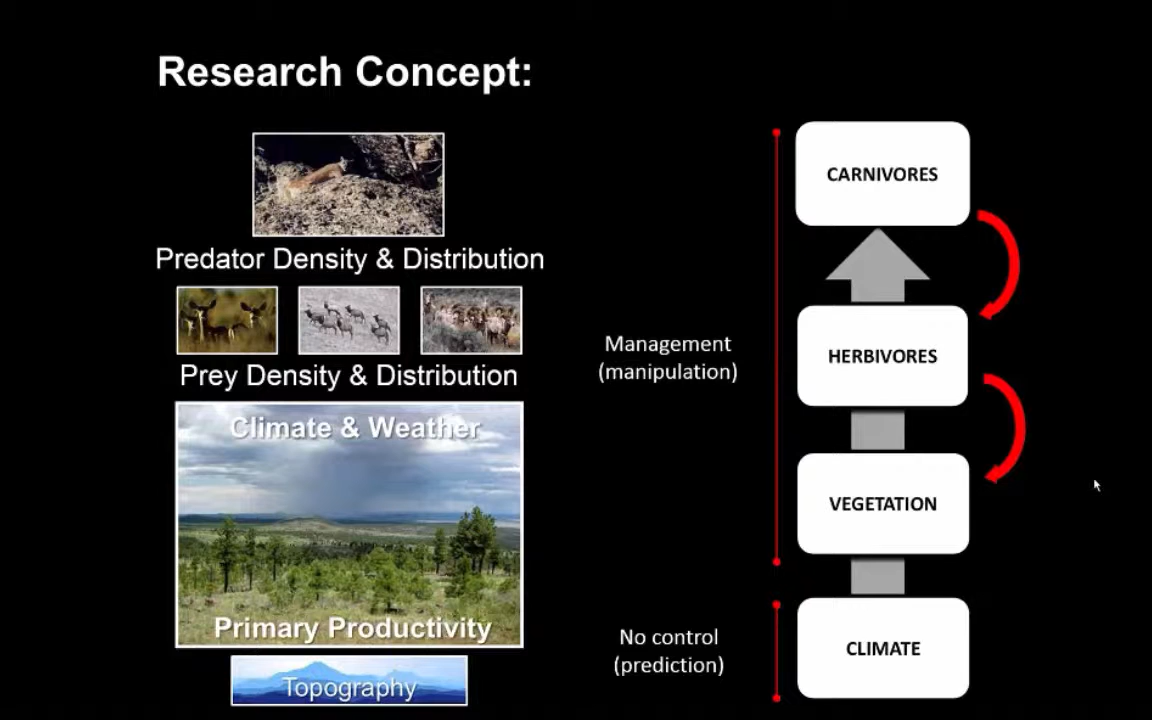 Research Concept:
Predator Density & Distribution
Prey Density & Distribution
Climate & Weather
Primary Productivity
Topography
Management
(manipulation)
No control
(prediction)
CARNIVORES
HERBIVORES
VEGETATION
CLIMATE